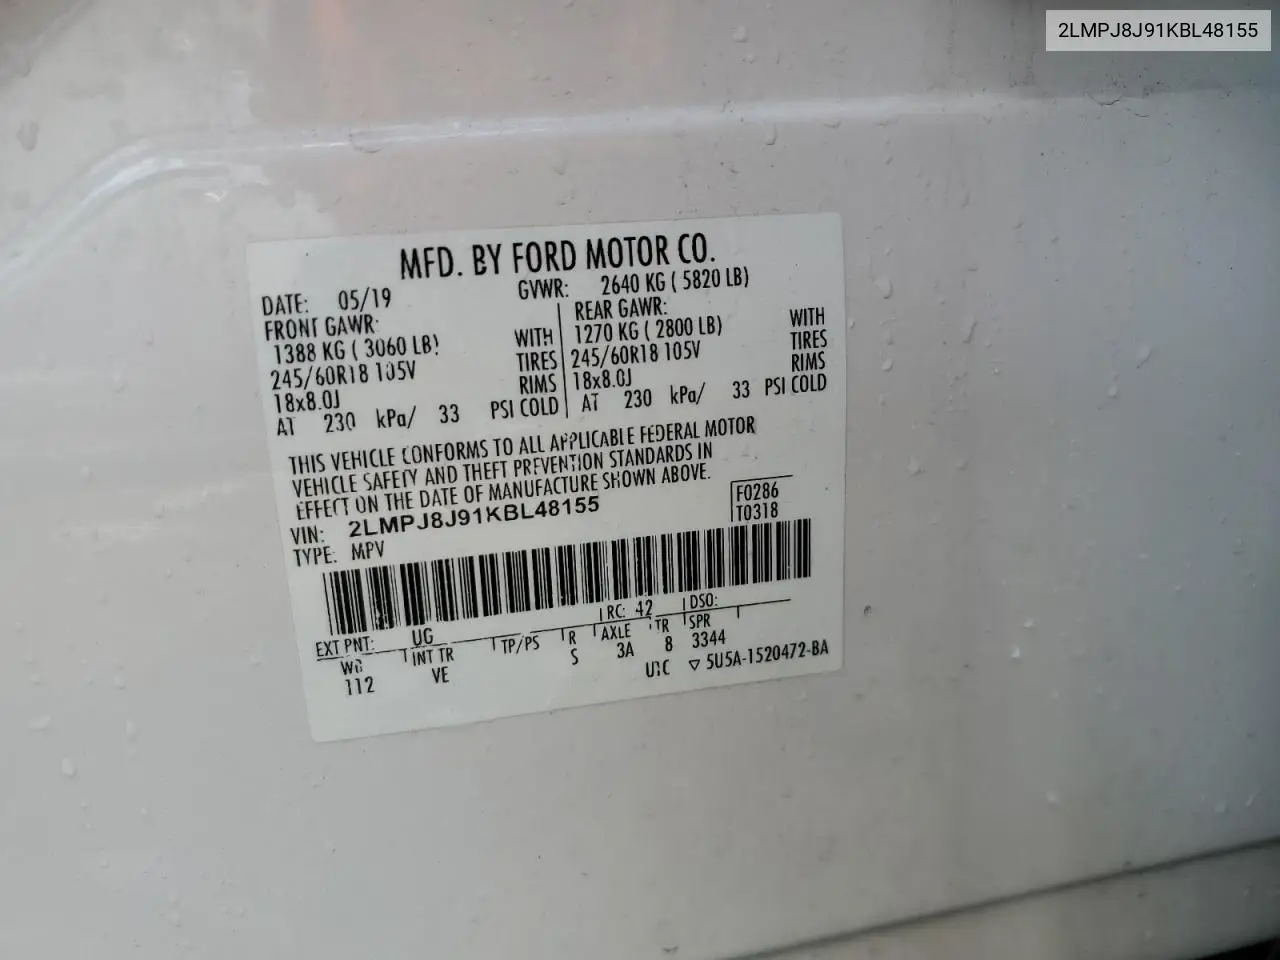 2LMPJ8J91KBL48155
MFD. BY FORD MOTOR CO.
DATE: 05/19 GVWR: 2640 KG ( 5820 LB)
FRONT GAWR: REAR GAWR:
1388 KG ( 3060 LB) WITH 1270 KG ( 2800 LB) WITH
245/60R18 105V TIRES 245/60R18 105V TIRES
18x8.0J RIMS 18x8.0J RIMS
AT 230 kPa/ 33 PSI COLD AT 230 kPa/ 33 PSI COLD
THIS VEHICLE CONFORMS TO ALL APPLICABLE FEDERAL MOTOR
VEHICLE SAFETY AND THEFT PREVENTION STANDARDS IN
EFFECT ON THE DATE OF MANUFACTURE SHOWN ABOVE.
VIN: 2LMPJ8J91KBL48155 F0286
TYPE: MPV T0318
EXT PNT: UG RC: 42 DSO:
WB INT TR TP/PS R AXLE TR SPR
112 VE S 3A 8 3344
UTC ▽ 5U5A-1520472-BA